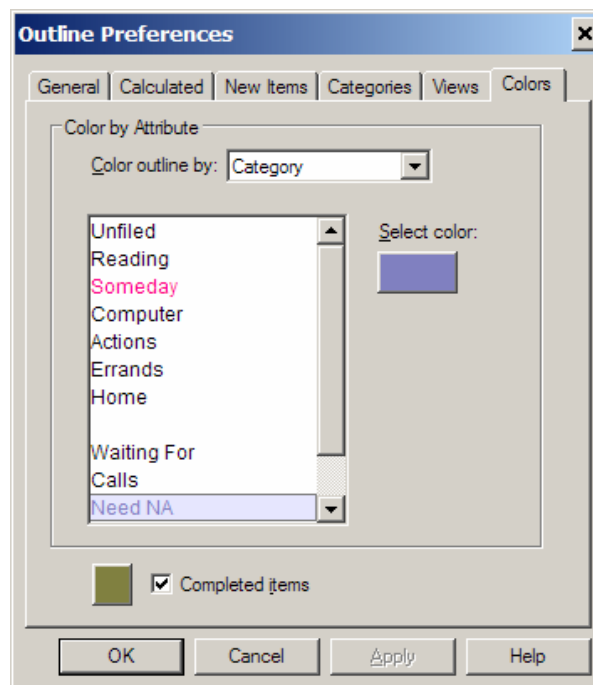 Outline Preferences
General Calculated New Items Categories Views Colors
Color by Attribute
Color outline by: Category
Unfiled
Select color:
Reading
Someday
Computer
Actions
Errands
Home
Waiting For
Calls
Need NA
Completed items
OK Cancel Apply Help